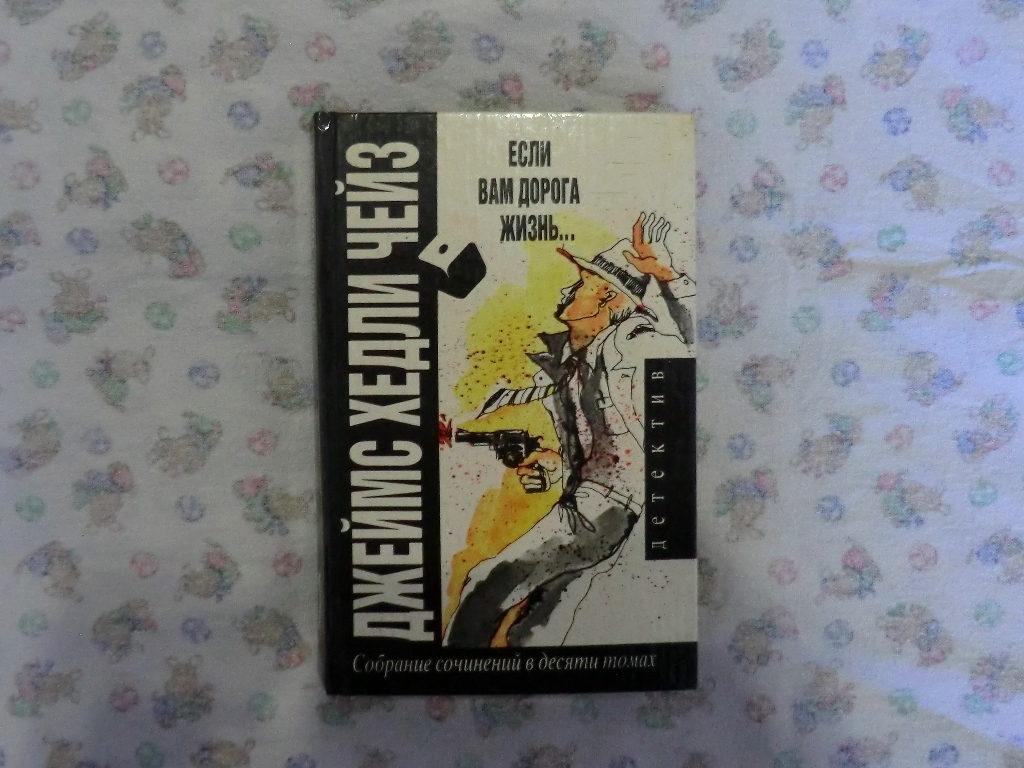 ДЖЕЙМС ХЕДЛИ ЧЕЙЗ
ЕСЛИ
ВАМ ДОРОГА
ЖИЗНЬ...
детектив
Собрание сочинений в десяти томах